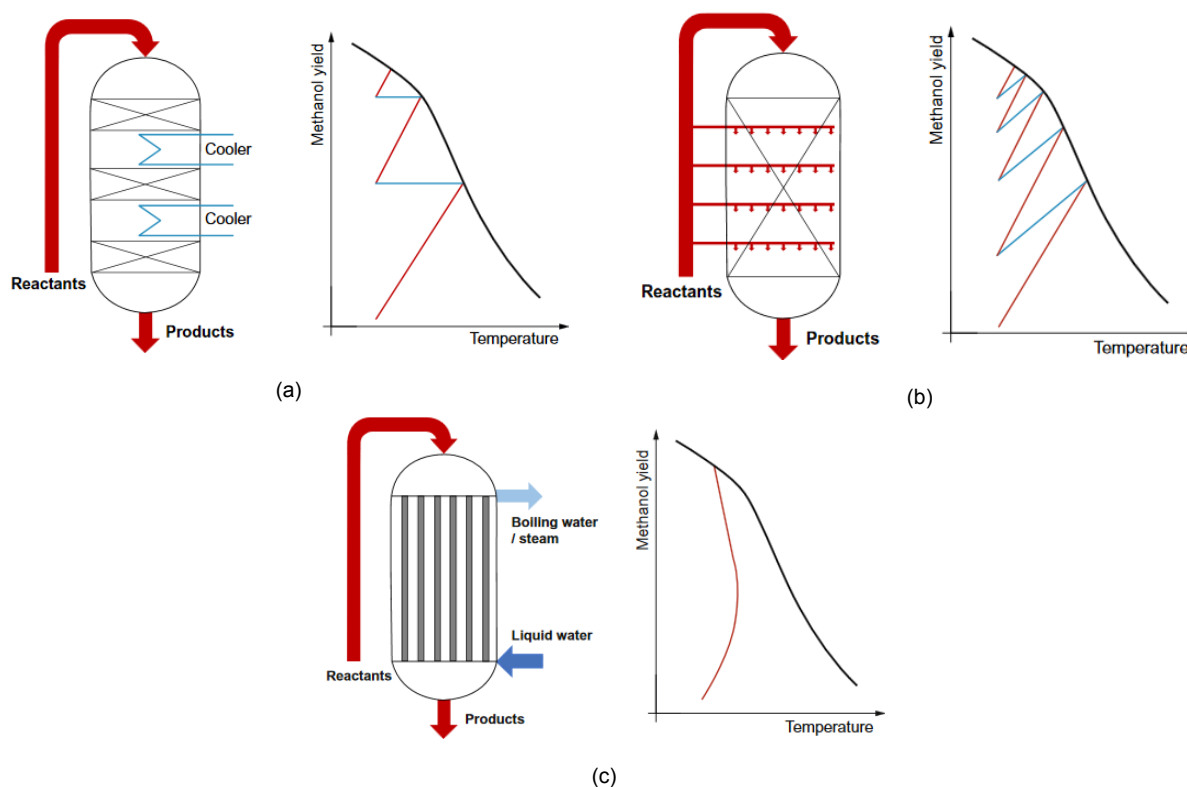 Cooler
Cooler
Reactants
Products
Methanol yield
Temperature
(a)
Reactants
Products
Methanol yield
Temperature
(b)
Boiling water
/ steam
Liquid water
Reactants
Products
Methanol yield
Temperature
(c)